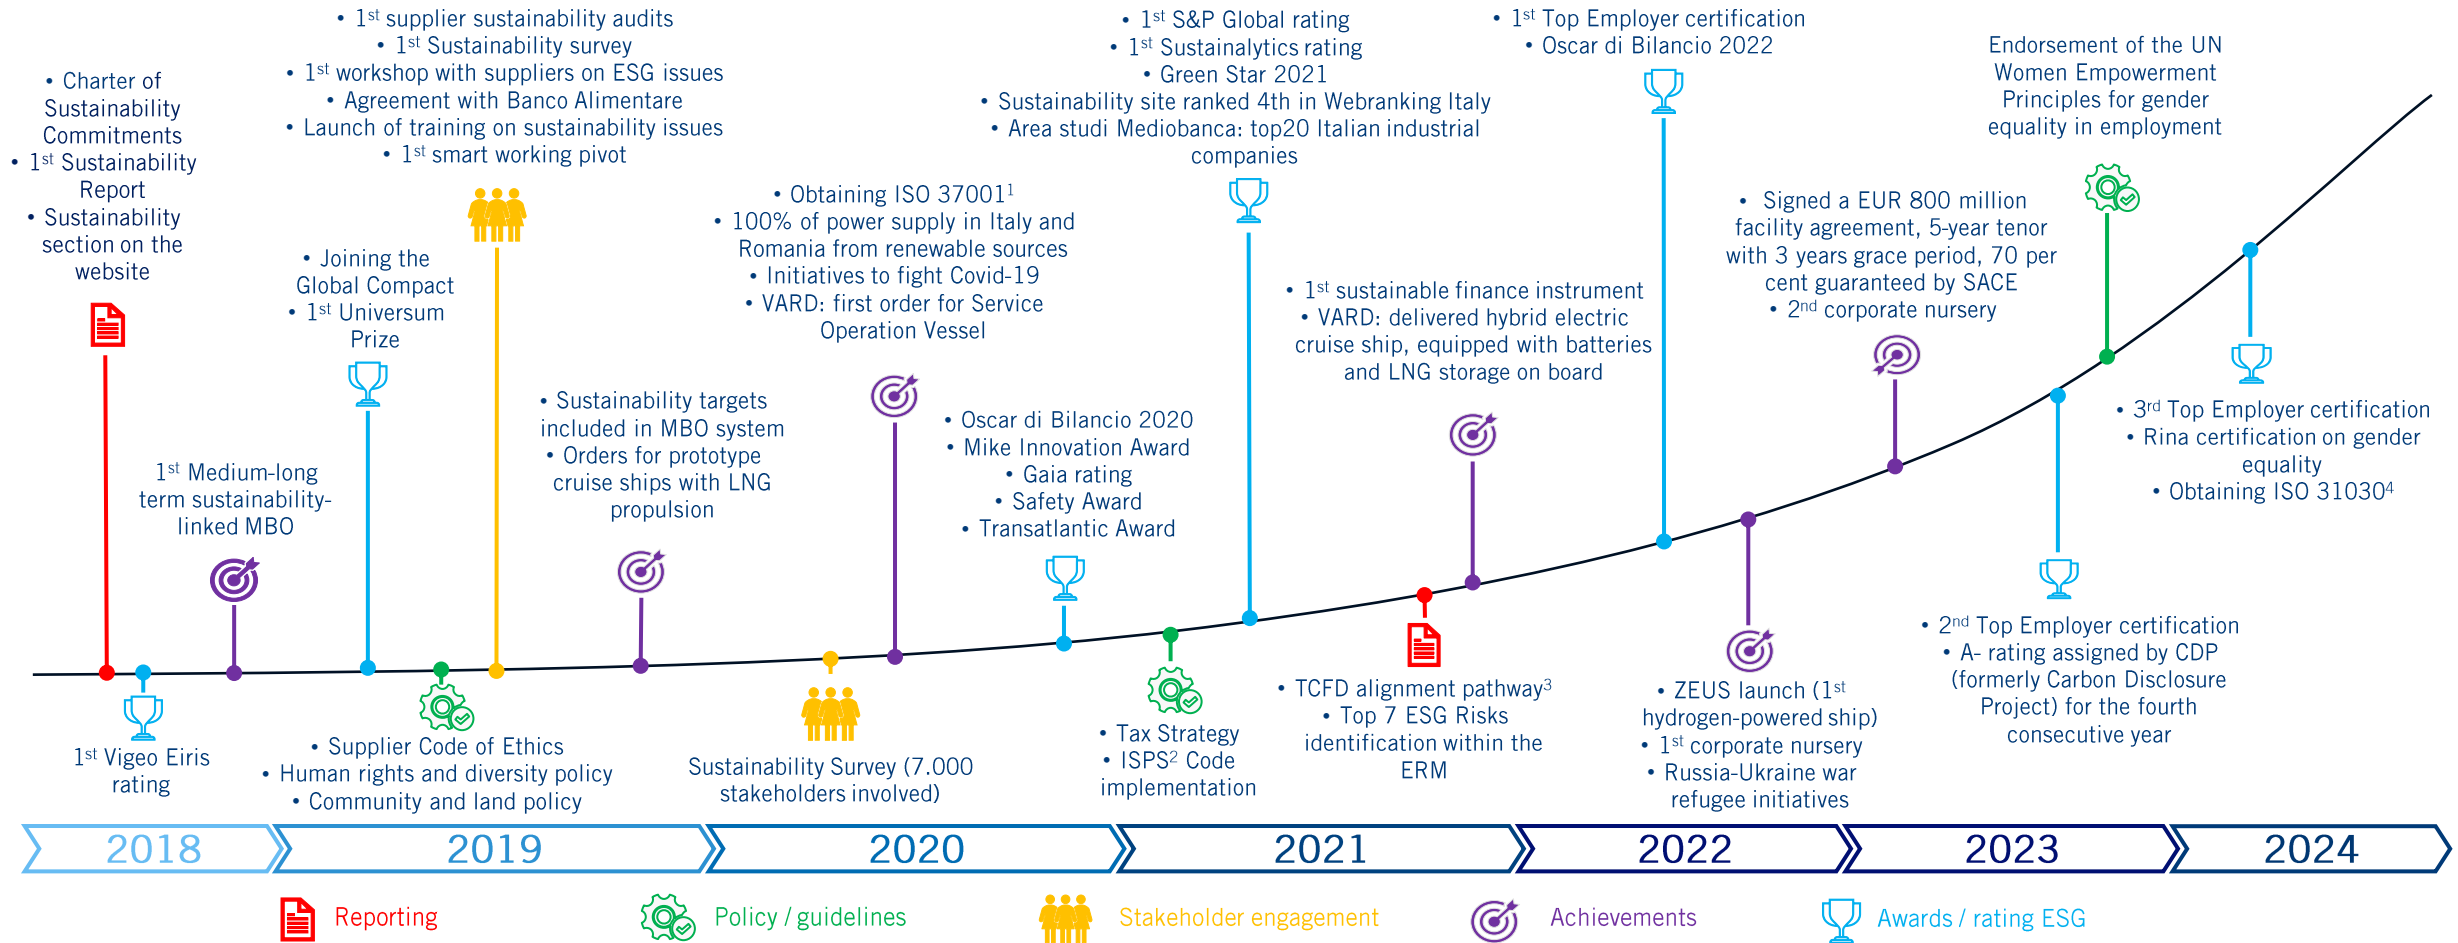 • Charter of
Sustainability
Commitments
• 1st Sustainability
Report
• Sustainability
section on the
website
1st Vigeo Eiris
rating
1st Medium-long
term sustainability-
linked MBO
• Joining the
Global Compact
• 1st Universum
Prize
• Supplier Code of Ethics
• Human rights and diversity policy
• Community and land policy
• 1st supplier sustainability audits
• 1st Sustainability survey
• 1st workshop with suppliers on ESG issues
• Agreement with Banco Alimentare
• Launch of training on sustainability issues
• 1st smart working pivot
• Sustainability targets
included in MBO system
• Orders for prototype
cruise ships with LNG
propulsion
Sustainability Survey (7.000
stakeholders involved)
• Obtaining ISO 37001¹
• 100% of power supply in Italy and
Romania from renewable sources
• Initiatives to fight Covid-19
• VARD: first order for Service
Operation Vessel
• Oscar di Bilancio 2020
• Mike Innovation Award
• Gaia rating
• Safety Award
• Transatlantic Award
• Tax Strategy
• ISPS² Code
implementation
• 1st S&P Global rating
• 1st Sustainalytics rating
• Green Star 2021
• Sustainability site ranked 4th in Webranking Italy
• Area studi Mediobanca: top20 Italian industrial
companies
• TCFD alignment pathway³
• Top 7 ESG Risks
identification within the
ERM
• 1st sustainable finance instrument
• VARD: delivered hybrid electric
cruise ship, equipped with batteries
and LNG storage on board
• 1st Top Employer certification
• Oscar di Bilancio 2022
• ZEUS launch (1st
hydrogen-powered ship)
• 1st corporate nursery
• Russia-Ukraine war
refugee initiatives
• Signed a EUR 800 million
facility agreement, 5-year tenor
with 3 years grace period, 70 per
cent guaranteed by SACE
• 2nd corporate nursery
• 2nd Top Employer certification
• A- rating assigned by CDP
(formerly Carbon Disclosure
Project) for the fourth
consecutive year
Endorsement of the UN
Women Empowerment
Principles for gender
equality in employment
• 3rd Top Employer certification
• Rina certification on gender
equality
• Obtaining ISO 31030⁴
2018
2019
2020
2021
2022
2023
2024
Reporting
Policy / guidelines
Stakeholder engagement
Achievements
Awards / rating ESG